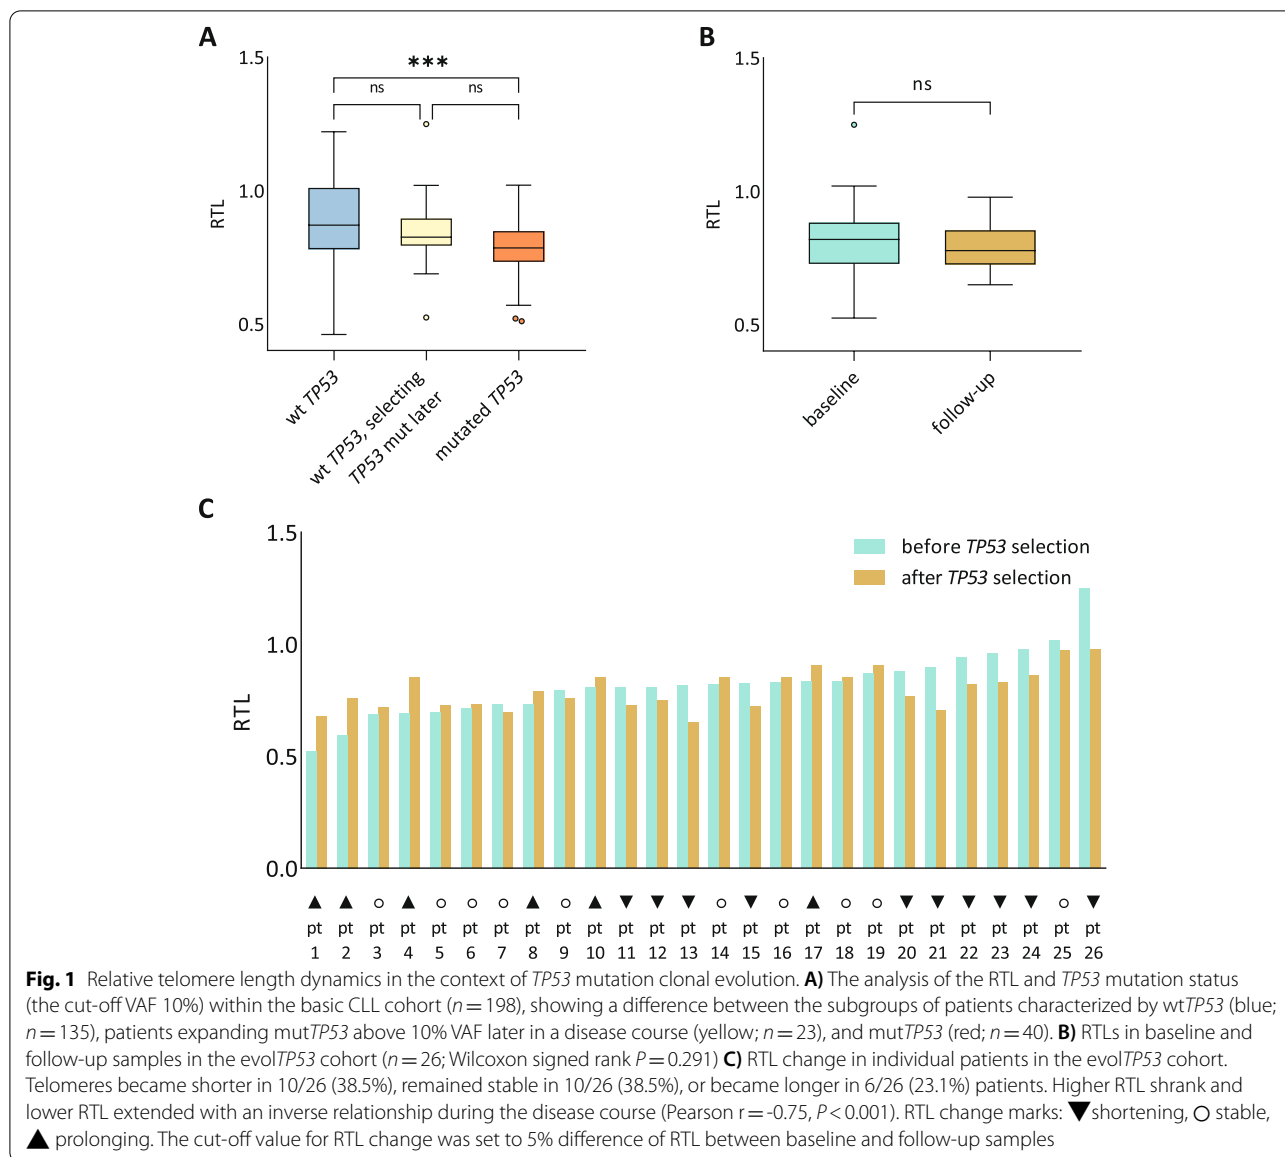 A
B
1.5
***
ns
ns
1.0
RTL
0.5
wt TP53
wt TP53, selecting
TP53 mut later
mutated TP53
1.5
ns
1.0
RTL
0.5
baseline
follow-up
C
1.5
before TP53 selection
after TP53 selection
1.0
RTL
0.5
0.0
▲ ▲ ○ ▲ ○ ○ ○ ▲ ○ ▲ ▼ ▼ ▼ ○ ▼ ○ ▲ ○ ○ ▼ ▼ ▼ ▼ ▼ ○ ▼
pt pt pt pt pt pt pt pt pt pt pt pt pt pt pt pt pt pt pt pt pt pt pt pt pt pt
1 2 3 4 5 6 7 8 9 10 11 12 13 14 15 16 17 18 19 20 21 22 23 24 25 26
Fig. 1 Relative telomere length dynamics in the context of TP53 mutation clonal evolution. A) The analysis of the RTL and TP53 mutation status
(the cut-off VAF 10%) within the basic CLL cohort (n = 198), showing a difference between the subgroups of patients characterized by wtTP53 (blue;
n = 135), patients expanding mutTP53 above 10% VAF later in a disease course (yellow; n = 23), and mutTP53 (red; n = 40). B) RTLs in baseline and
follow-up samples in the evolTP53 cohort (n = 26; Wilcoxon signed rank P = 0.291) C) RTL change in individual patients in the evolTP53 cohort.
Telomeres became shorter in 10/26 (38.5%), remained stable in 10/26 (38.5%), or became longer in 6/26 (23.1%) patients. Higher RTL shrank and
lower RTL extended with an inverse relationship during the disease course (Pearson r = -0.75, P < 0.001). RTL change marks: ▼ shortening, ○ stable,
▲ prolonging. The cut-off value for RTL change was set to 5% difference of RTL between baseline and follow-up samples